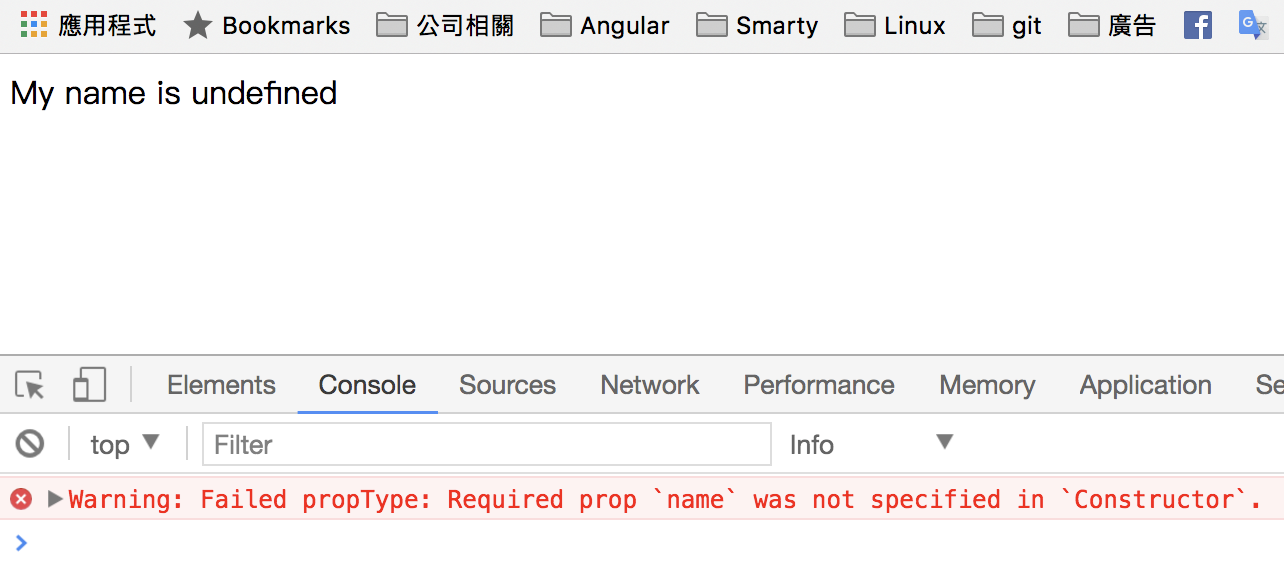 應用程式 Bookmarks 公司相關 Angular Smarty Linux git 廣告
My name is undefined
Elements Console Sources Network Performance Memory Application Se
top Filter Info
Warning: Failed propType: Required prop `name` was not specified in `Constructor`.